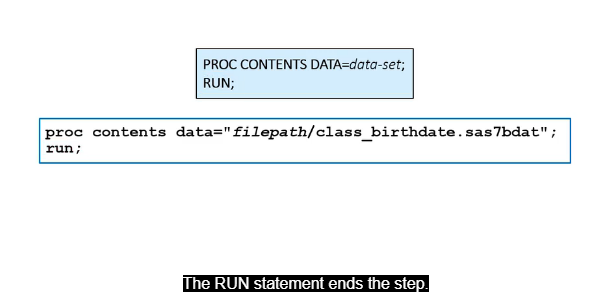 PROC CONTENTS DATA=data-set;
RUN;
proc contents data="filepath/class_birthdate.sas7bdat";
run;
The RUN statement ends the step.